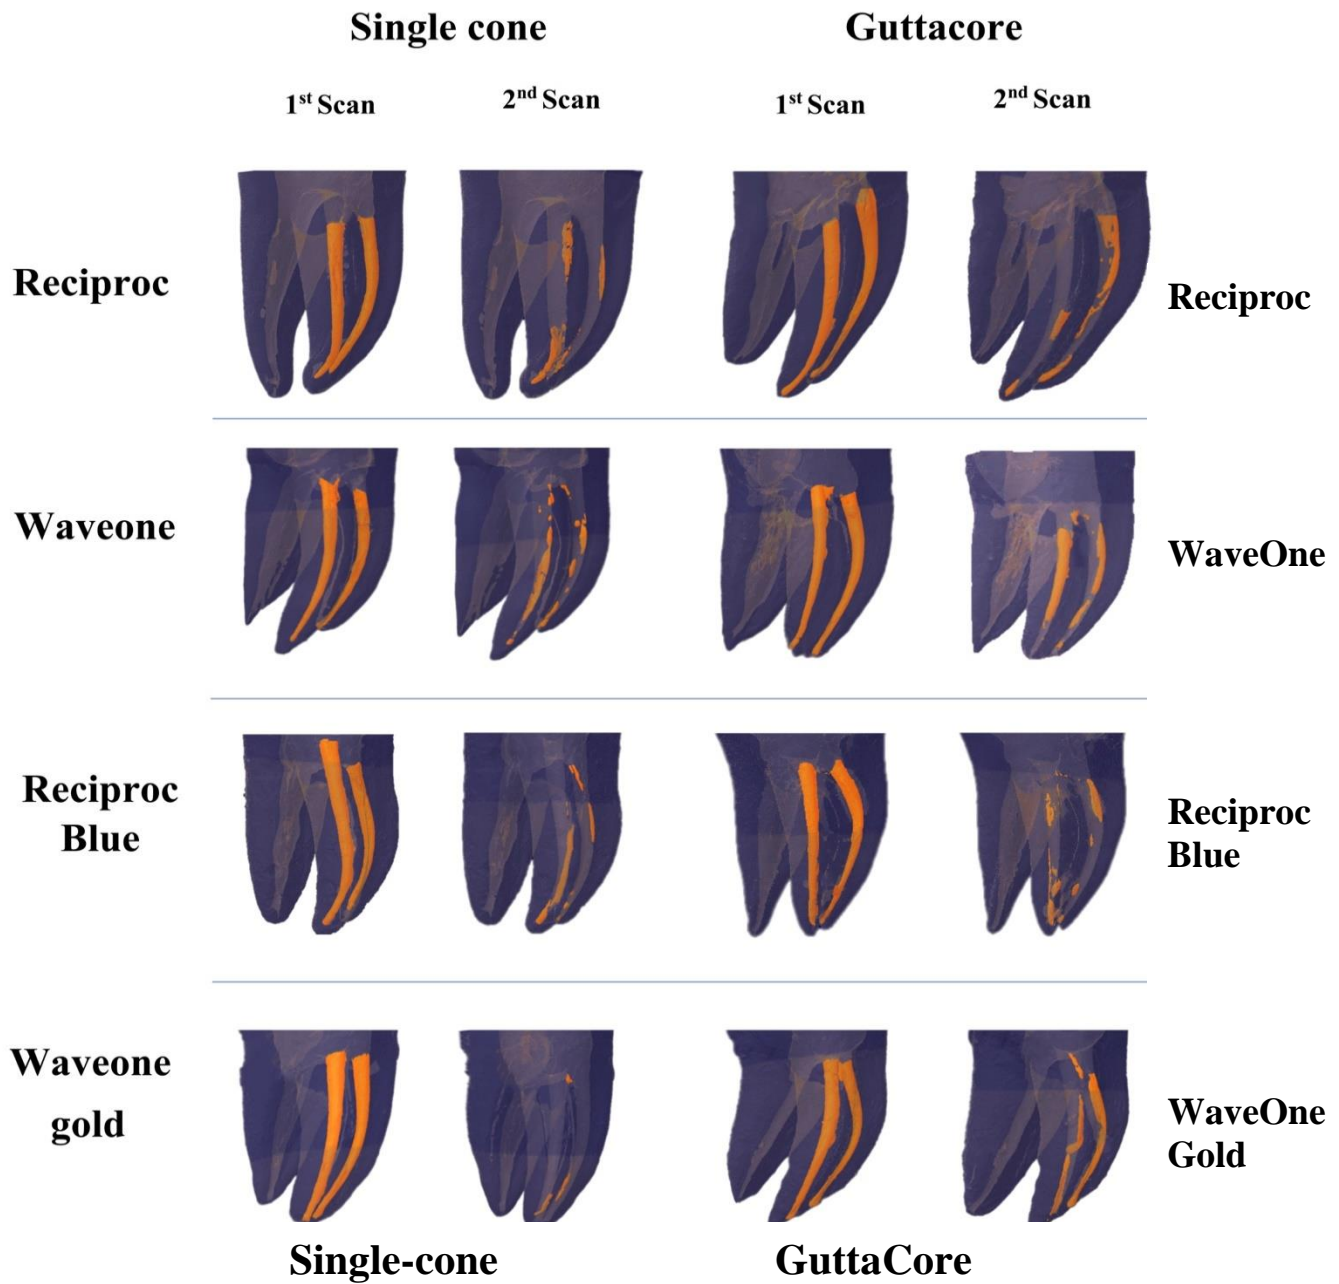 Single cone Guttacore
1st Scan 2nd Scan 1st Scan 2nd Scan
Reciproc
Reciproc
Waveone
WaveOne
Reciproc
Blue
Reciproc
Blue
Waveone
gold
WaveOne
Gold
Single-cone GuttaCore